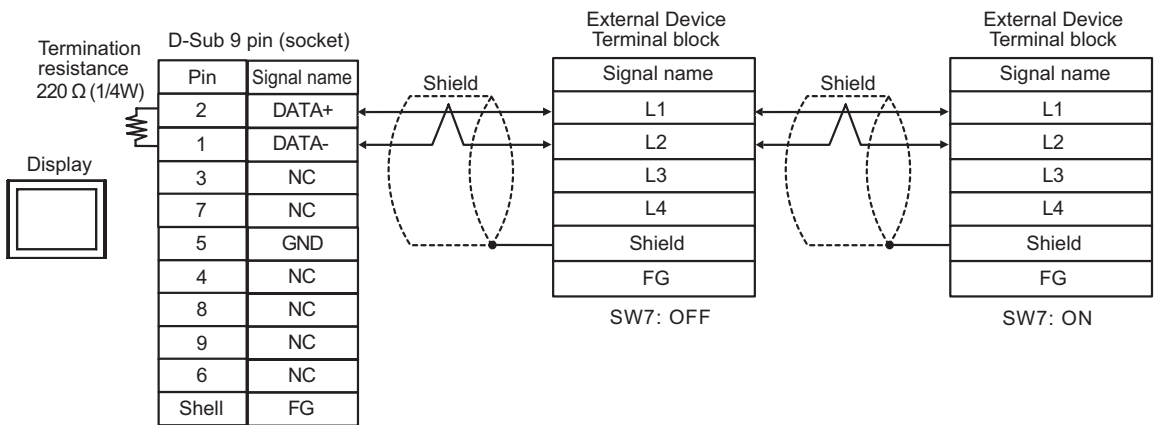 Termination
resistance
220 Ω (1/4W)
Display
D-Sub 9 pin (socket)
Pin Signal name
2 DATA+
1 DATA-
3 NC
7 NC
5 GND
4 NC
8 NC
9 NC
6 NC
Shell FG
Shield
External Device
Terminal block
Signal name
L1
L2
L3
L4
Shield
FG
SW7: OFF
Shield
External Device
Terminal block
Signal name
L1
L2
L3
L4
Shield
FG
SW7: ON